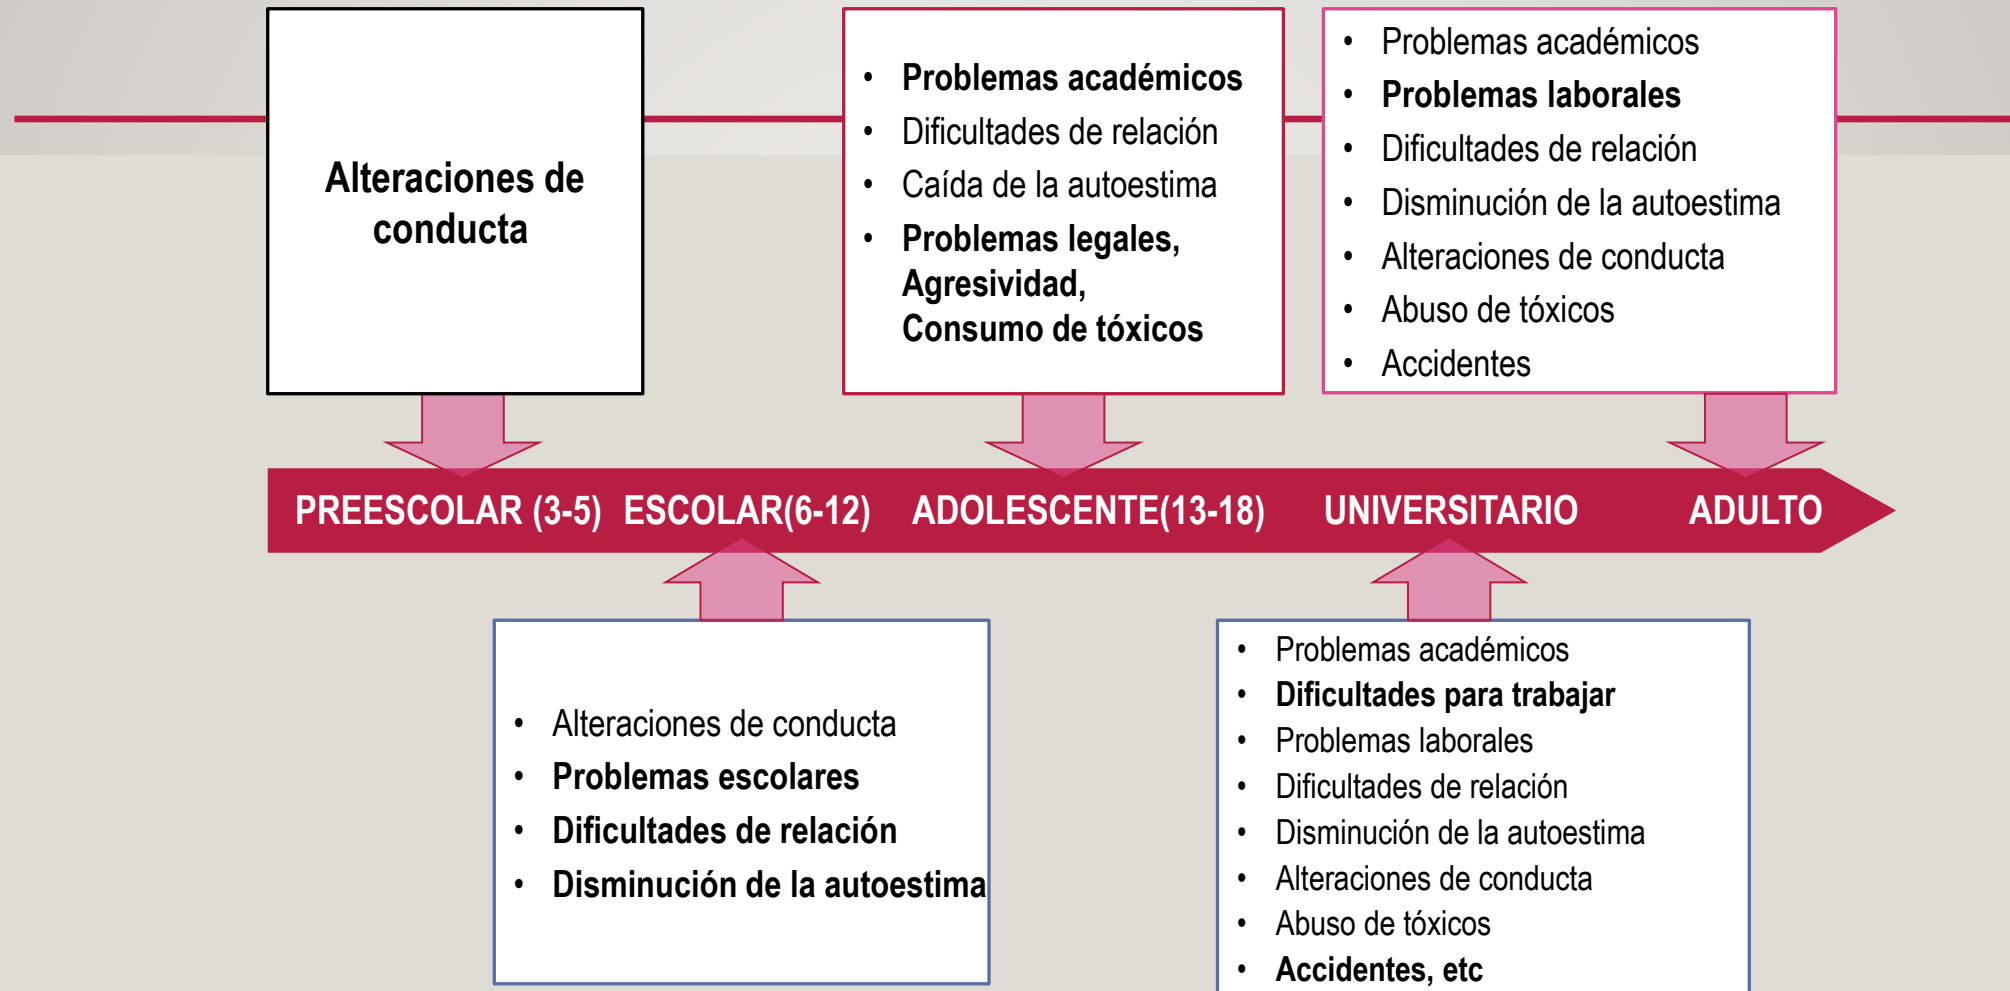 Alteraciones de
conducta
• Problemas académicos
• Dificultades de relación
• Caída de la autoestima
• Problemas legales,
Agresividad,
Consumo de tóxicos
• Problemas académicos
• Problemas laborales
• Dificultades de relación
• Disminución de la autoestima
• Alteraciones de conducta
• Abuso de tóxicos
• Accidentes
PREESCOLAR (3-5) ESCOLAR(6-12) ADOLESCENTE(13-18) UNIVERSITARIO ADULTO
• Alteraciones de conducta
• Problemas escolares
• Dificultades de relación
• Disminución de la autoestima
• Problemas académicos
• Dificultades para trabajar
• Problemas laborales
• Dificultades de relación
• Disminución de la autoestima
• Alteraciones de conducta
• Abuso de tóxicos
• Accidentes, etc